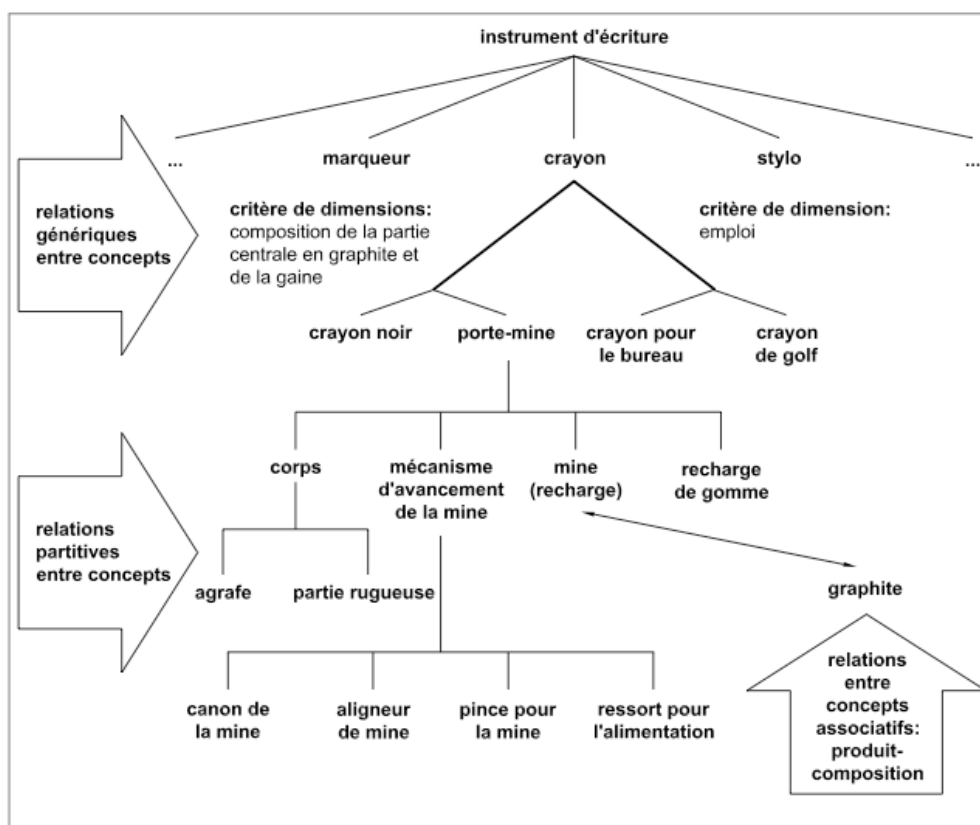 instrument d'écriture
...
marqueur
crayon
stylo
...
relations
génériques
entre concepts
critère de dimensions:
composition de la partie
centrale en graphite et
de la gaine
critère de dimension:
emploi
crayon noir
porte-mine
crayon pour
le bureau
crayon
de golf
corps
mécanisme
d'avancement
de la mine
mine
(recharge)
recharge
de gomme
relations
partitives
entre concepts
agrafe
partie rugueuse
graphite
canon de
la mine
aligneur
de mine
pince pour
la mine
ressort pour
l'alimentation
relations
entre
concepts
associatifs:
produit-
composition